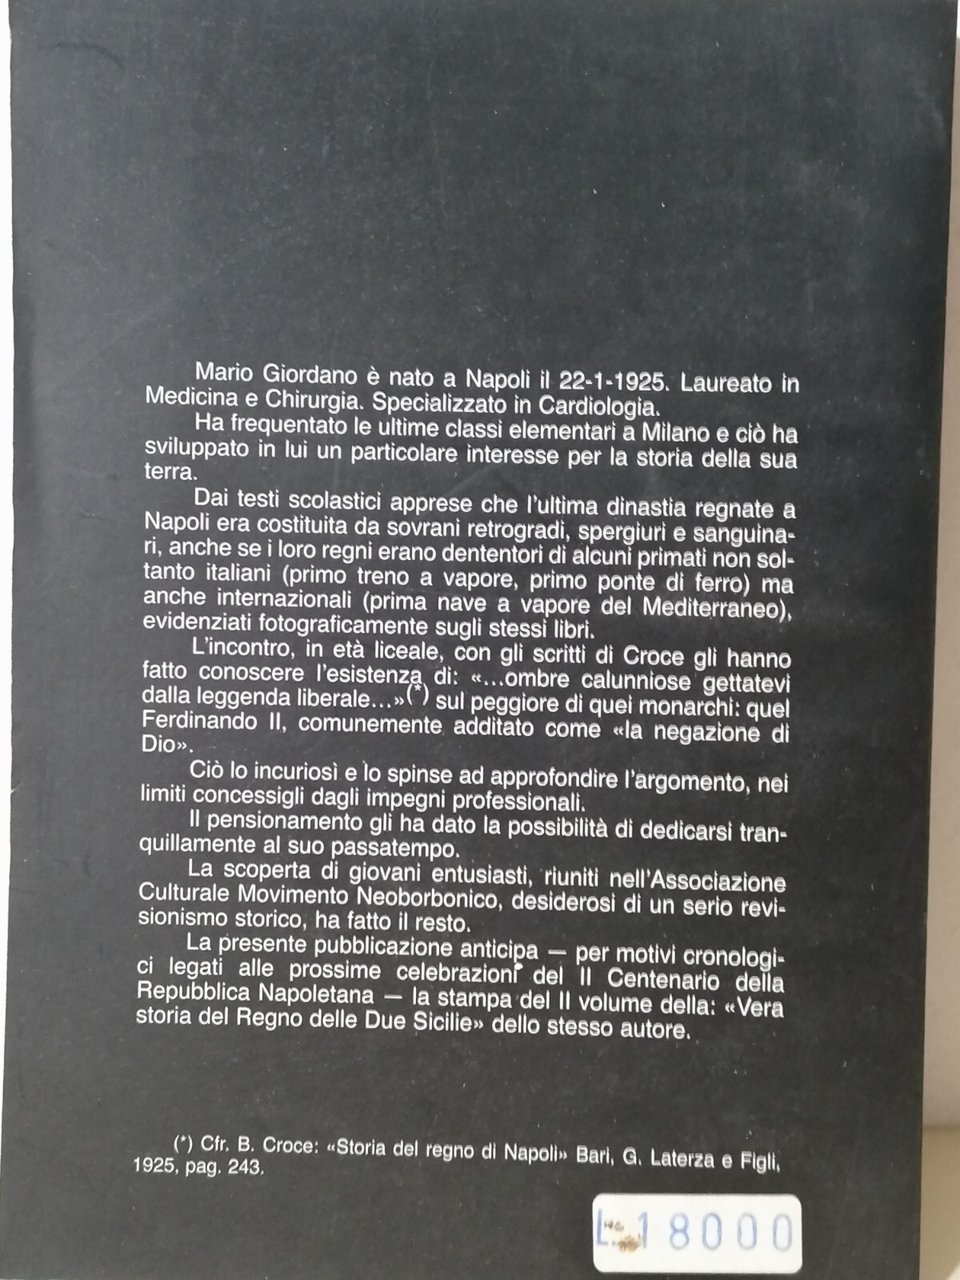 Mario Giordano è nato a Napoli il 22-1-1925. Laureato in
Medicina e Chirurgia. Specializzato in Cardiologia.
Ha frequentato le ultime classi elementari a Milano e ciò ha
sviluppato in lui un particolare interesse per la storia della sua
terra.
Dai testi scolastici apprese che l'ultima dinastia regnate a
Napoli era costituita da sovrani retrogradi, spergiuri e sanguina-
ri, anche se i loro regni erano dententori di alcuni primati non sol-
tanto italiani (primo treno a vapore, primo ponte di ferro) ma
anche internazionali (prima nave a vapore del Mediterraneo),
evidenziati fotograficamente sugli stessi libri.
L'incontro, in età liceale, con gli scritti di Croce gli hanno
fatto conoscere l'esistenza di: «...ombre calunniose gettatevi
dalla leggenda liberale...»(*) sul peggiore di quei monarchi: quel
Ferdinando II, comunemente additato come «la negazione di
Dio».
Ciò lo incuriosì e lo spinse ad approfondire l'argomento, nei
limiti concessigli dagli impegni professionali.
Il pensionamento gli ha dato la possibilità di dedicarsi tran-
quillamente al suo passatempo.
La scoperta di giovani entusiasti, riuniti nell'Associazione
Culturale Movimento Neoborbonico, desiderosi di un serio revi-
sionismo storico, ha fatto il resto.
La presente pubblicazione anticipa — per motivi cronologi-
ci legati alle prossime celebrazioni del II Centenario della
Repubblica Napoletana — la stampa del II volume della: «Vera
storia del Regno delle Due Sicilie» dello stesso autore.
(*) Cfr. B. Croce: «Storia del regno di Napoli» Bari, G. Laterza e Figli,
1925, pag. 243.
L. 18000